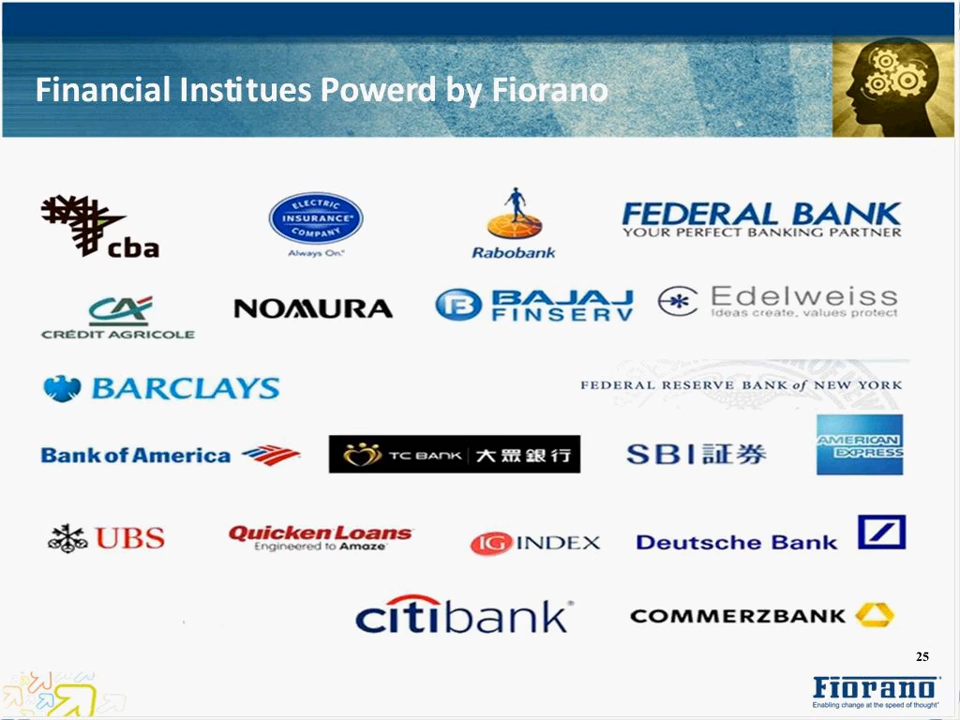 Financial Institues Powerd by Fiorano
cba
ELECTRIC
INSURANCE®
COMPANY
Always On.®
Rabobank
FEDERAL BANK
YOUR PERFECT BANKING PARTNER
CRÉDIT AGRICOLE
NOMURA
B BAJAJ
FINSERV
Edelweiss
Ideas create, values protect
BARCLAYS
FEDERAL RESERVE BANK of NEW YORK
Bank of America
TC BANK 大眾銀行
SBI証券
AMERICAN
EXPRESS
UBS
Quicken Loans
Engineered to Amaze®
IG INDEX
Deutsche Bank
citibank®
COMMERZBANK
25
Fiorano®
Enabling change at the speed of thought™